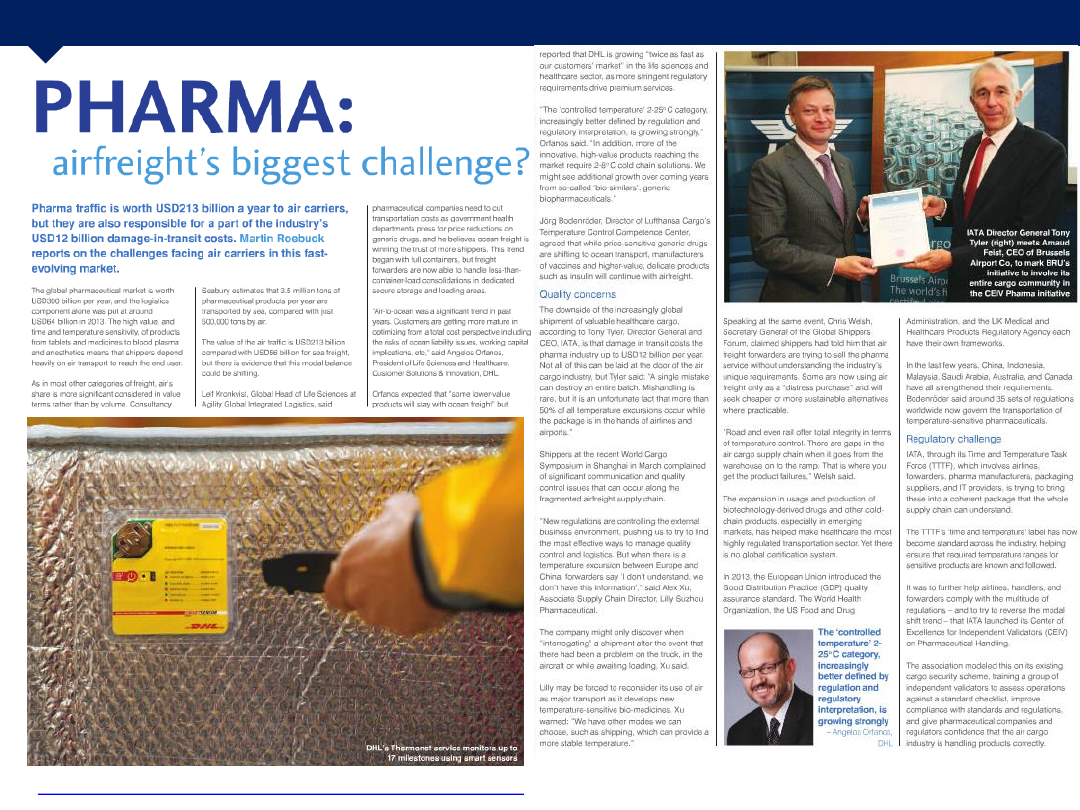 PHARMA:
airfreight's biggest challenge?
Pharma traffic is worth USD213 billion a year to air carriers,
but they are also responsible for a part of the industry's
USD12 billion damage-in-transit costs. Martin Roebuck
reports on the challenges facing air carriers in this fast-
evolving market.
The global pharmaceutical market is worth
USD300 billion per year, and the logistics
component alone was put at around
USD64 billion in 2013. The high value, and
time and temperature sensitivity, of products
from tablets and medicines to blood plasma
and anesthetics means that shippers depend
heavily on air transport to reach the end user.
As in most other categories of freight, air's
share is more significant considered in value
terms rather than by volume. Consultancy
Seabury estimates that 3.5 million tons of
pharmaceutical products per year are
transported by sea, compared with just
500,000 tons by air.
The value of the air traffic is USD213 billion
compared with USD56 billion for sea freight,
but there is evidence that this modal balance
could be shifting.
Leif Kronkvist, Global Head of Life Sciences at
Agility Global Integrated Logistics, said
pharmaceutical companies need to cut
transportation costs as government health
departments press for price reductions on
generic drugs, and he believes ocean freight is
winning the trust of more shippers. This trend
began with full containers, but freight
forwarders are now able to handle less-than-
container-load consolidations in dedicated
secure storage and loading areas.
"Air-to-ocean was a significant trend in past
years. Customers are getting more mature in
optimizing from a total cost perspective including
the risks of ocean liability issues, working capital
implications, etc," said Angelos Orfanos,
President of Life Sciences and Healthcare,
Customer Solutions & Innovation, DHL.
Orfanos expected that "some lower-value
products will stay with ocean freight" but
DHL
DHL's Thermonet service monitors up to
17 milestones using smart sensors
reported that DHL is growing "twice as fast as
our customers' market" in the life sciences and
healthcare sector, as more stringent regulatory
requirements drive premium services.
"The 'controlled temperature' 2-25°C category,
increasingly better defined by regulation and
regulatory interpretation, is growing strongly,"
Orfanos said. "In addition, more of the
innovative, high-value products reaching the
market require 2-8°C cold chain solutions. We
might see additional growth over coming years
from so-called 'bio-similars', generic
biopharmaceuticals."
Jörg Bodenröder, Director of Lufthansa Cargo's
Temperature Control Competence Center,
agreed that while price-sensitive generic drugs
are shifting to ocean transport, manufacturers
of vaccines and higher-value, delicate products
such as insulin will continue with airfreight.
Quality concerns
The downside of the increasingly global
shipment of valuable healthcare cargo,
according to Tony Tyler, Director General and
CEO, IATA, is that damage in transit costs the
pharma industry up to USD12 billion per year.
Not all of this can be laid at the door of the air
cargo industry, but Tyler said: "A single mistake
can destroy an entire batch. Mishandling is
rare, but it is an unfortunate fact that more than
50% of all temperature excursions occur while
the package is in the hands of airlines and
airports."
Shippers at the recent World Cargo
Symposium in Shanghai in March complained
of significant communication and quality
control issues that can occur along the
fragmented airfreight supply chain.
"New regulations are controlling the external
business environment, pushing us to try to find
the most effective ways to manage quality
control and logistics. But when there is a
temperature excursion between Europe and
China, forwarders say 'I don't understand, we
don't have this information'," said Alex Xu,
Associate Supply Chain Director, Lilly Suzhou
Pharmaceutical.
The company might only discover when
"interrogating" a shipment after the event that
there had been a problem on the truck, in the
aircraft or while awaiting loading, Xu said.
Lilly may be forced to reconsider its use of air
as major transport as it develops new
temperature-sensitive bio-medicines. Xu
warned: "We have other modes we can
choose, such as shipping, which can provide a
more stable temperature."
IATA Director General Tony
Tyler (right) meets Arnaud
Feist, CEO of Brussels
Airport Co, to mark BRU's
initiative to involve its
entire cargo community in
the CEIV Pharma initiative
Speaking at the same event, Chris Welsh,
Secretary General of the Global Shippers
Forum, claimed shippers had told him that air
freight forwarders are trying to sell the pharma
service without understanding the industry's
unique requirements. Some are now using air
freight only as a "distress purchase" and will
seek cheaper or more sustainable alternatives
where practicable.
"Road and even rail offer total integrity in terms
of temperature control. There are gaps in the
air cargo supply chain when it goes from the
warehouse on to the ramp. That is where you
get the product failures," Welsh said.
The expansion in usage and production of
biotechnology-derived drugs and other cold-
chain products, especially in emerging
markets, has helped make healthcare the most
highly regulated transportation sector. Yet there
is no global certification system.
In 2013, the European Union introduced the
Good Distribution Practice (GDP) quality
assurance standard. The World Health
Organization, the US Food and Drug
The 'controlled
temperature' 2-
25°C category,
increasingly
better defined by
regulation and
regulatory
interpretation, is
growing strongly
– Angelos Orfanos,
DHL
Administration, and the UK Medical and
Healthcare Products Regulatory Agency each
have their own frameworks.
In the last few years, China, Indonesia,
Malaysia, Saudi Arabia, Australia, and Canada
have all strengthened their requirements.
Bodenröder said around 35 sets of regulations
worldwide now govern the transportation of
temperature-sensitive pharmaceuticals.
Regulatory challenge
IATA, through its Time and Temperature Task
Force (TTTF), which involves airlines,
forwarders, pharma manufacturers, packaging
suppliers, and IT providers, is trying to bring
these into a coherent package that the whole
supply chain can understand.
The TTTF's 'time and temperature' label has now
become standard across the industry, helping
ensure that required temperature ranges for
sensitive products are known and followed.
It was to further help airlines, handlers, and
forwarders comply with the multitude of
regulations – and to try to reverse the modal
shift trend – that IATA launched its Center of
Excellence for Independent Validators (CEIV)
on Pharmaceutical Handling.
The association modeled this on its existing
cargo security scheme, training a group of
independent validators to assess operations
against a standard checklist, improve
compliance with standards and regulations,
and give pharmaceutical companies and
regulators confidence that the air cargo
industry is handling products correctly.